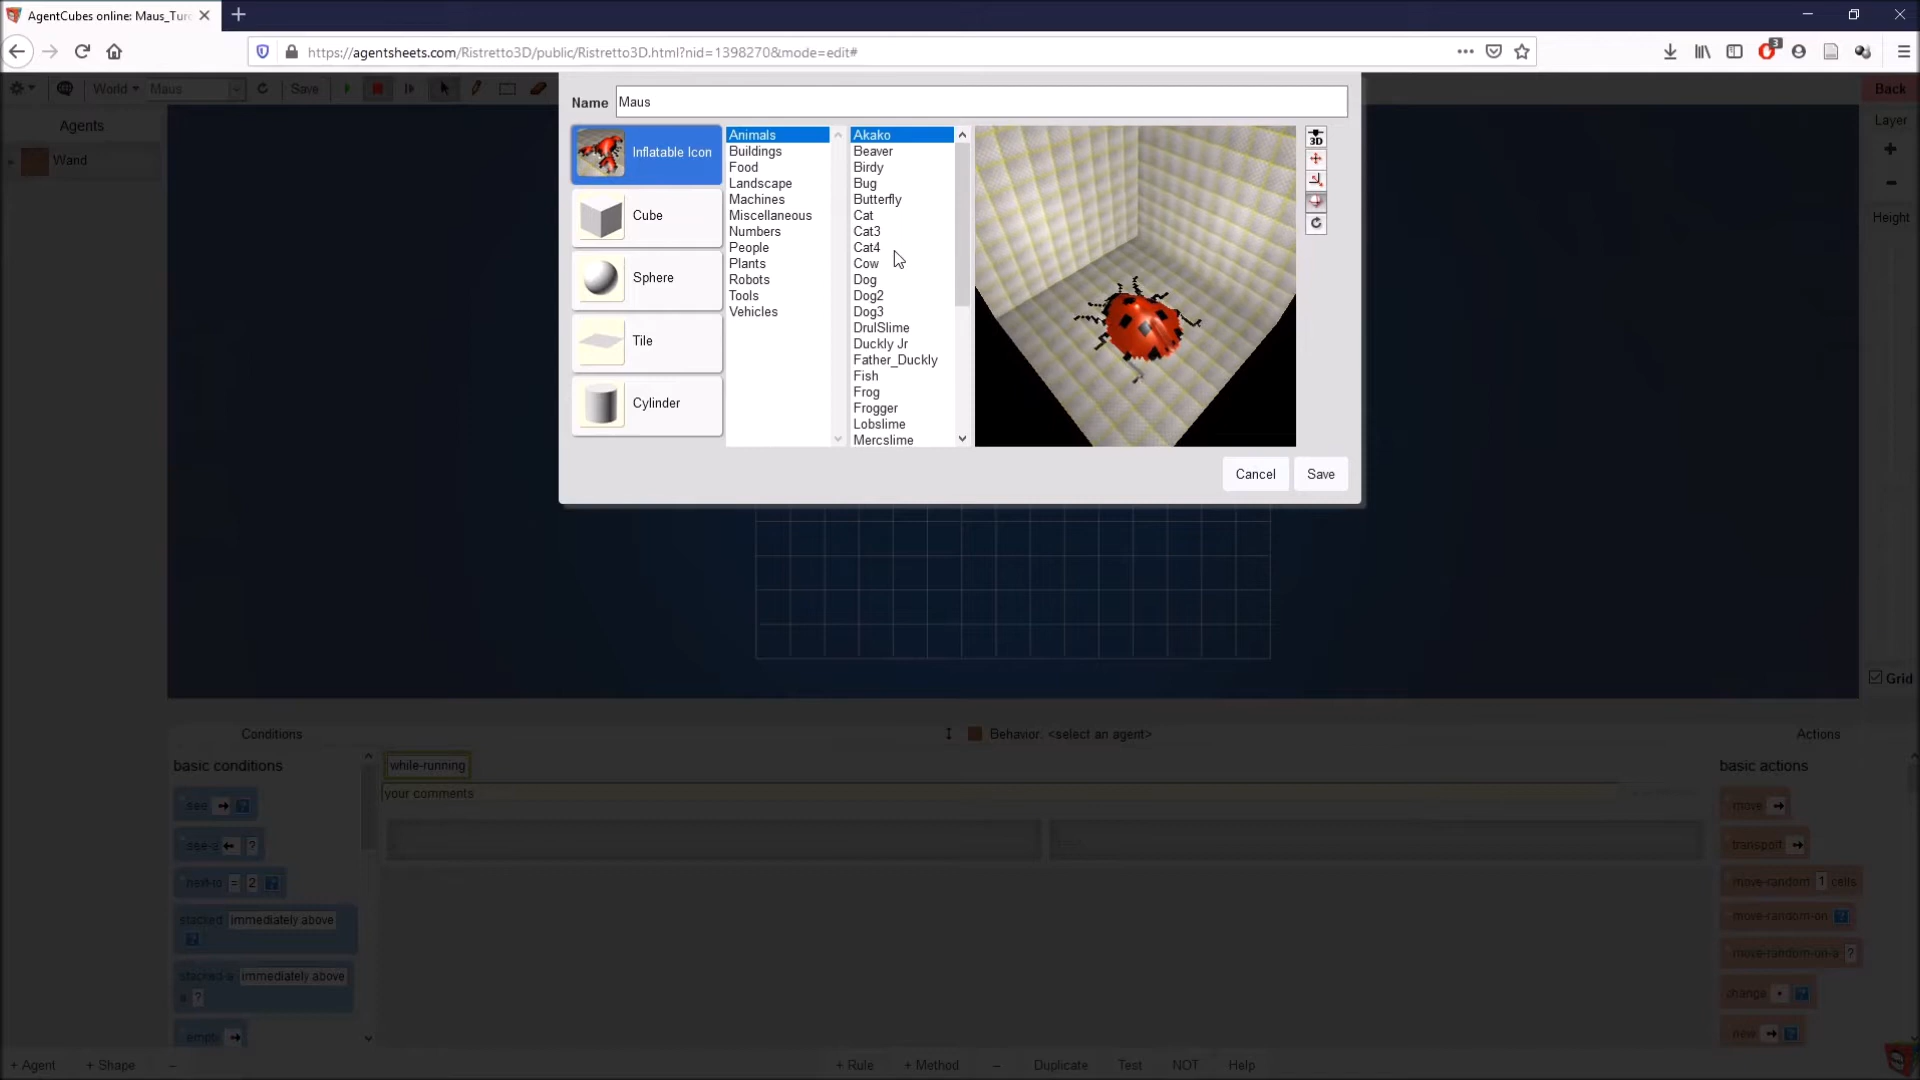 AgentCubes online: Maus_Turo
https://agentsheets.com/Ristretto3D/public/Ristretto3D.html?nid=1398270&mode=edit#
3
World
Maus
Save
Back
Name
Maus
Agents
Wand
Inflatable Icon
Cube
Sphere
Tile
Cylinder
Animals
Buildings
Food
Landscape
Machines
Miscellaneous
Numbers
People
Plants
Robots
Tools
Vehicles
Akako
Beaver
Birdy
Bug
Butterfly
Cat
Cat3
Cat4
Cow
Dog
Dog2
Dog3
DrulSlime
Duckly Jr
Father_Duckly
Fish
Frog
Frogger
Lobslime
Mercslime
3D
Layer
+
-
Height
Cancel
Save
Grid
Conditions
Behavior: <select an agent>
Actions
basic conditions
while-running
your comments
basic actions
see ?
see-a ?
next-to = 2 ?
stacked immediately above
?
stacked-a immediately above
a ?
empty
move
transport
move-random 1 cells
move-random-on ?
move-random-on-a ?
change ?
new ?
+ Agent + Shape -
+ Rule + Method - Duplicate Test NOT Help